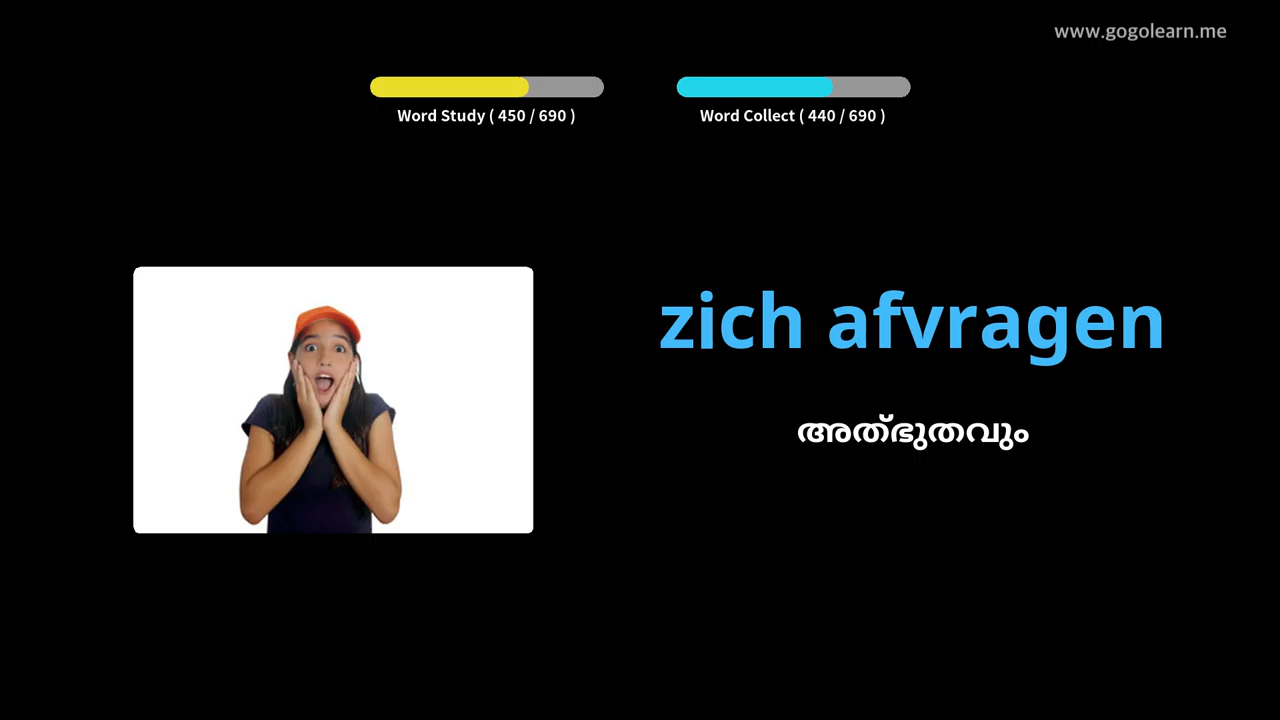 www.gogolearn.me
Word Study ( 450 / 690 )
Word Collect ( 440 / 690 )
zich afvragen
അത്ഭുതവും